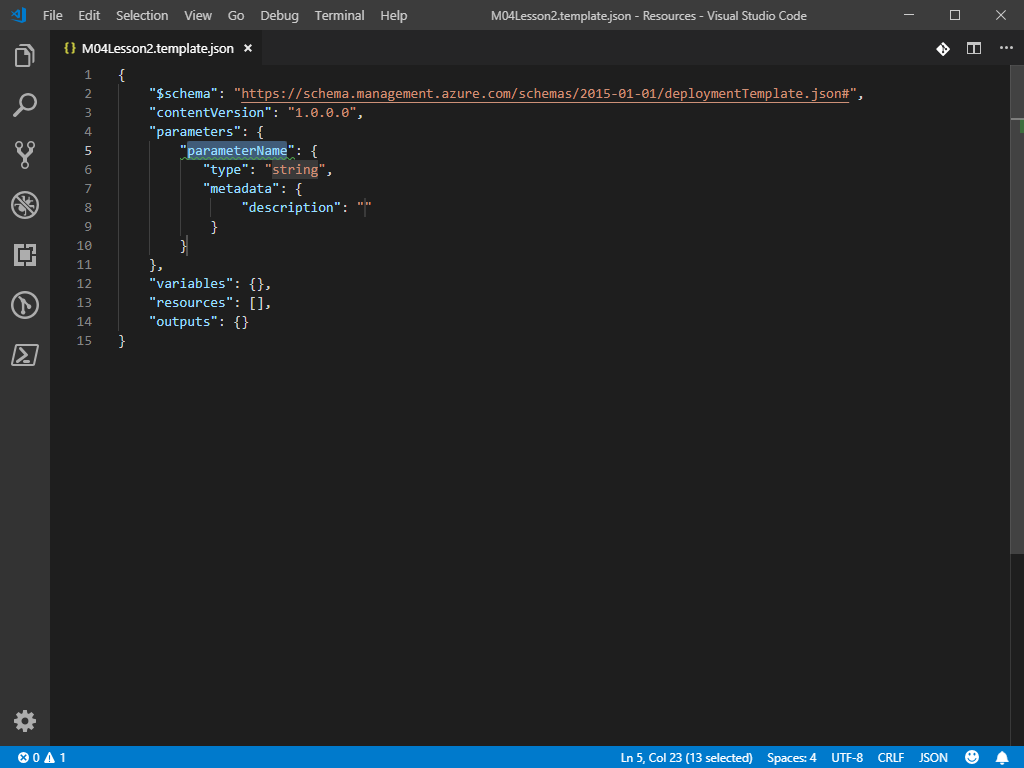 File Edit Selection View Go Debug Terminal Help M04Lesson2.template.json - Resources - Visual Studio Code
{} M04Lesson2.template.json ×
1 {
2 "$schema": "https://schema.management.azure.com/schemas/2015-01-01/deploymentTemplate.json#",
3 "contentVersion": "1.0.0.0",
4 "parameters": {
5 "parameterName": {
6 "type": "string",
7 "metadata": {
8 "description": ""
9 }
10 }
11 },
12 "variables": {},
13 "resources": [],
14 "outputs": {}
15 }
0 1 Ln 5, Col 23 (13 selected) Spaces: 4 UTF-8 CRLF JSON